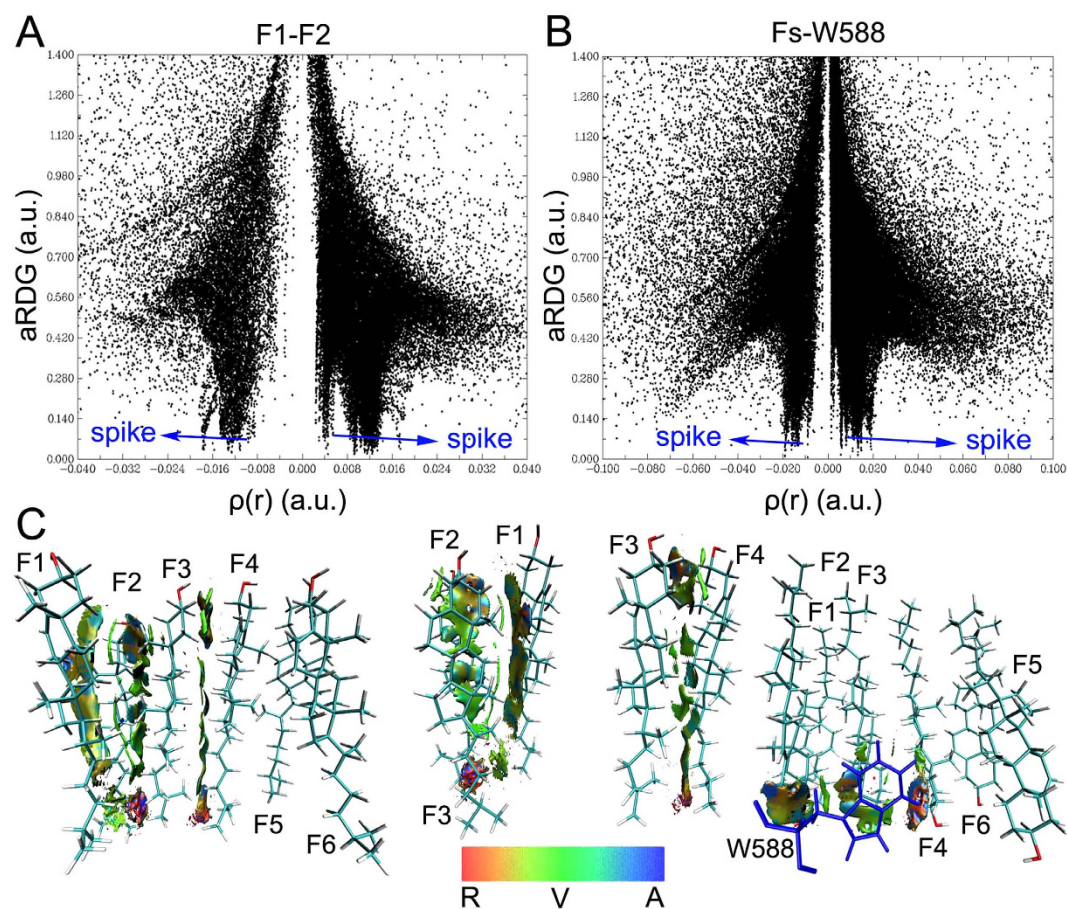 A
F1-F2
B
Fs-W588
aRDG (a.u.)
1.400
1.260
1.120
0.980
0.840
0.700
0.560
0.420
0.280
0.140
0.000
spike
spike
−0.040 −0.032 −0.024 −0.016 −0.008 0.000 0.008 0.016 0.024 0.032 0.040
ρ(r) (a.u.)
aRDG (a.u.)
1.400
1.260
1.120
0.980
0.840
0.700
0.560
0.420
0.280
0.140
0.000
spike
spike
−0.100 −0.080 −0.060 −0.040 −0.020 0.000 0.020 0.040 0.060 0.080 0.100
ρ(r) (a.u.)
C
F1
F2
F3
F4
F5
F6
F2
F1
F3
F3
F4
F2
F3
F1
F5
F6
F4
W588
R V A